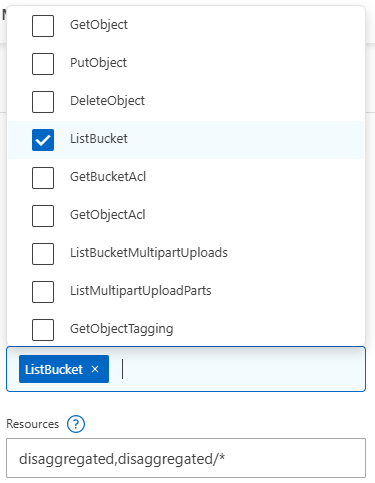 GetObject
PutObject
DeleteObject
ListBucket
GetBucketAcl
GetObjectAcl
ListBucketMultipartUploads
ListMultipartUploadParts
GetObjectTagging
ListBucket ×
Resources ?
disaggregated,disaggregated/*